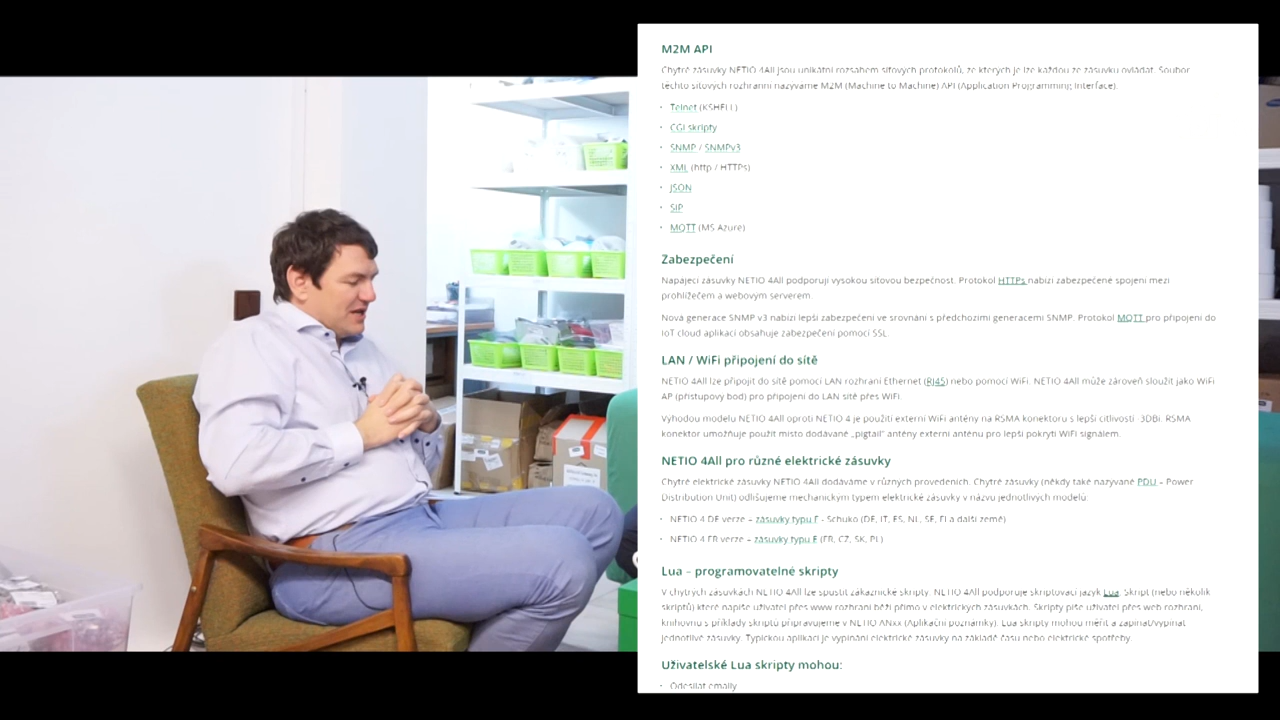 M2M API
Chytré zásuvky NETIO 4All jsou unikátní rozsahem síťových protokolů, ze kterých je lze každou ze zásuvku ovládat. Soubor
těchto síťových rozhraní nazýváme M2M (Machine to Machine) API (Application Programming Interface).
• Telnet (KSHELL)
• CGI skripty
• SNMP / SNMPv3
• XML (http / HTTPs)
• JSON
• SIP
• MQTT (MS Azure)
Zabezpečení
Napájecí zásuvky NETIO 4All podporují vysokou síťovou bezpečnost. Protokol HTTPs nabízí zabezpečené spojení mezi
prohlížečem a webovým serverem.
Nová generace SNMP v3 nabízí lepší zabezpečení ve srovnání s předchozími generacemi SNMP. Protokol MQTT pro připojení do
IoT cloud aplikací obsahuje zabezpečení pomocí SSL.
LAN / WiFi připojení do sítě
NETIO 4All lze připojit do sítě pomocí LAN rozhraní Ethernet (RJ45) nebo pomocí WiFi. NETIO 4All může zároveň sloužit jako WiFi
AP (přístupový bod) pro připojení do LAN sítě přes WiFi.
Výhodou modelu NETIO 4All oproti NETIO 4 je použití externí WiFi antény na RSMA konektoru s lepší citlivostí -3DBi. RSMA
konektor umožňuje použít místo dodávané „pigtail" antény externí anténu pro lepší pokrytí WiFi signálem.
NETIO 4All pro různé elektrické zásuvky
Chytré elektrické zásuvky NETIO 4All dodáváme v různých provedeních. Chytré zásuvky (někdy také nazývané PDU – Power
Distribution Unit) odlišujeme mechanickým typem elektrické zásuvky v názvu jednotlivých modelů:
• NETIO 4 DE verze – zásuvky typu F - Schuko (DE, IT, ES, NL, SE, FI a další země)
• NETIO 4 FR verze – zásuvky typu E (FR, CZ, SK, PL)
Lua – programovatelné skripty
V chytrých zásuvkách NETIO 4All lze spustit zákaznické skripty. NETIO 4All podporuje skriptovací jazyk Lua. Skript (nebo několik
skriptů) které napíše uživatel přes www rozhraní běží přímo v elektrických zásuvkách. Skripty píše uživatel přes web rozhraní,
knihovnu s příklady skriptů připravujeme v NETIO ANxx (Aplikační poznámky). Lua skripty mohou měřit a zapínat/vypínat
jednotlivé zásuvky. Typickou aplikací je vypínání elektrické zásuvky na základě času nebo elektrické spotřeby.
Uživatelské Lua skripty mohou:
• Odesílat emaily